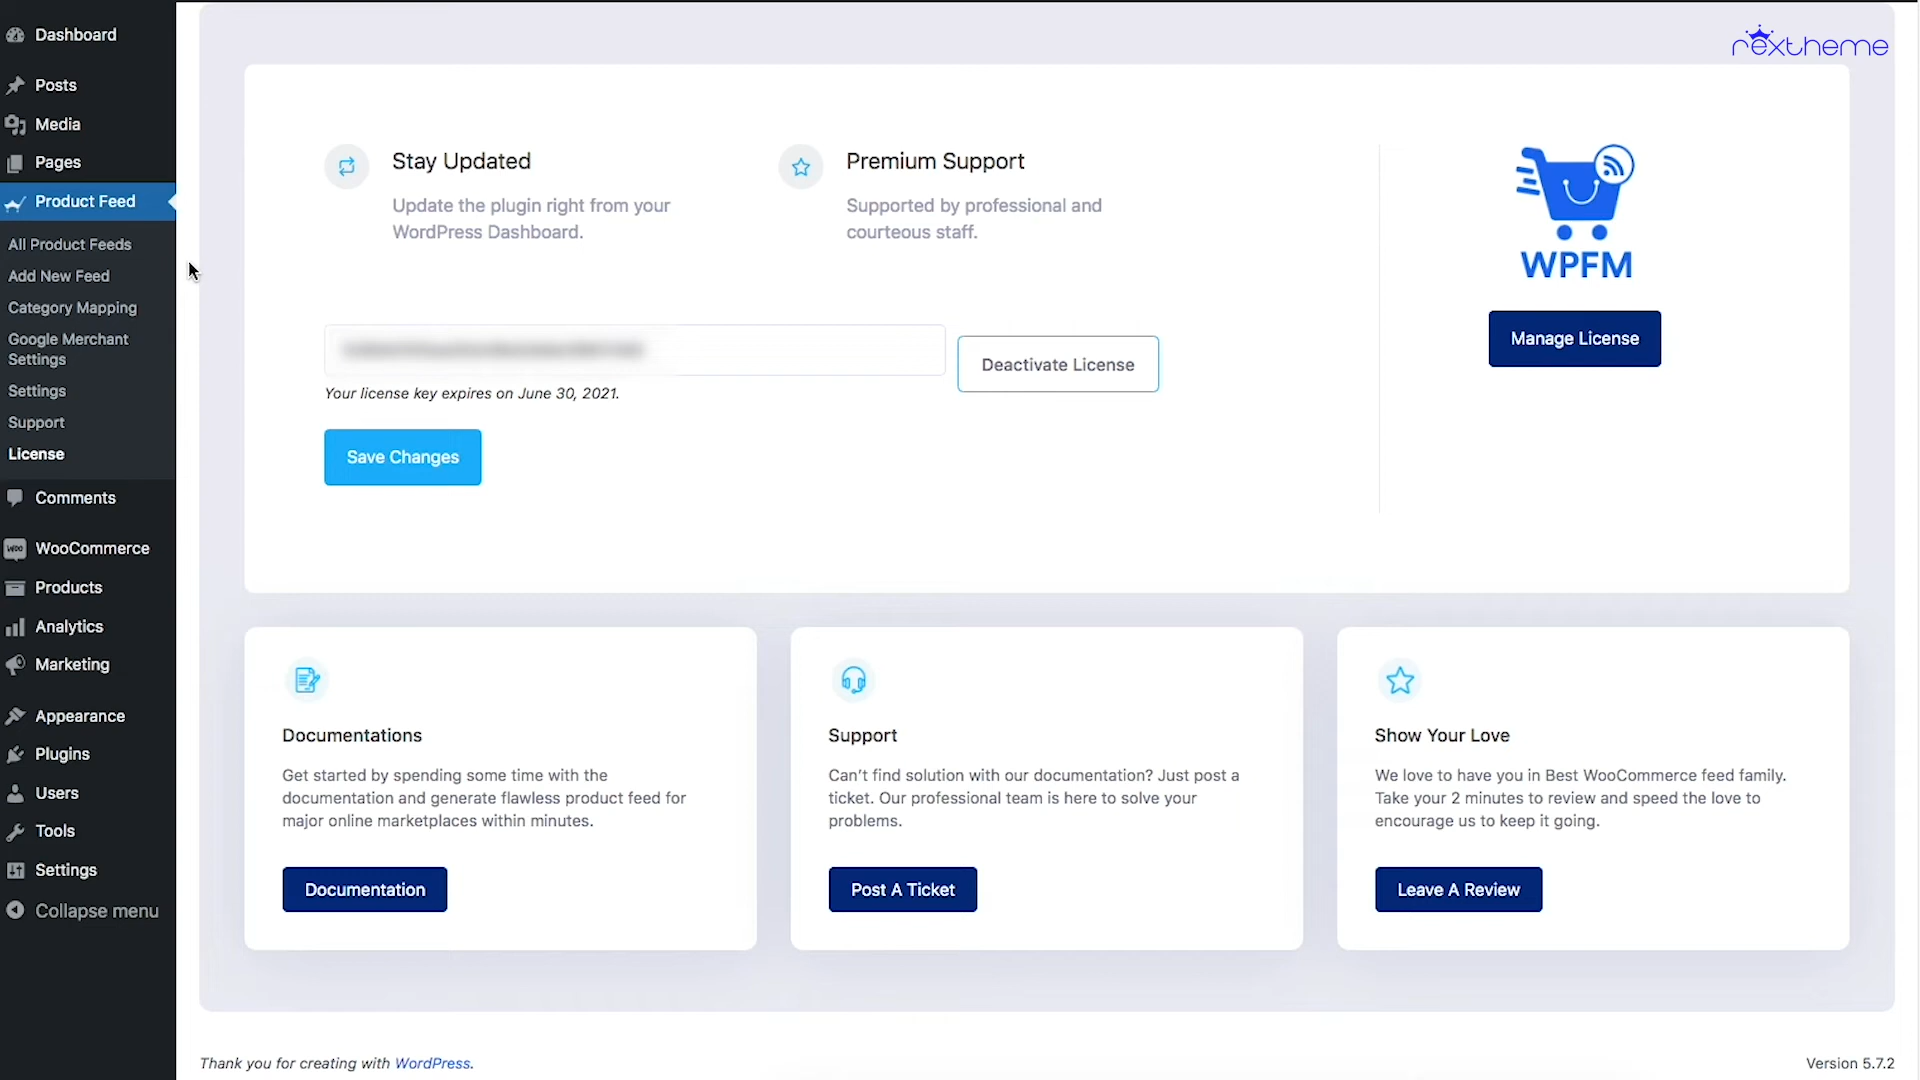 Dashboard
Posts
Media
Pages
Product Feed
All Product Feeds
Add New Feed
Category Mapping
Google Merchant
Settings
Settings
Support
License
Comments
WooCommerce
Products
Analytics
Marketing
Appearance
Plugins
Users
Tools
Settings
Collapse menu
rextheme
Stay Updated
Update the plugin right from your
WordPress Dashboard.
Premium Support
Supported by professional and
courteous staff.
WPFM
Manage License
Deactivate License
Your license key expires on June 30, 2021.
Save Changes
Documentations
Get started by spending some time with the
documentation and generate flawless product feed for
major online marketplaces within minutes.
Documentation
Support
Can't find solution with our documentation? Just post a
ticket. Our professional team is here to solve your
problems.
Post A Ticket
Show Your Love
We love to have you in Best WooCommerce feed family.
Take your 2 minutes to review and speed the love to
encourage us to keep it going.
Leave A Review
Thank you for creating with WordPress.
Version 5.7.2